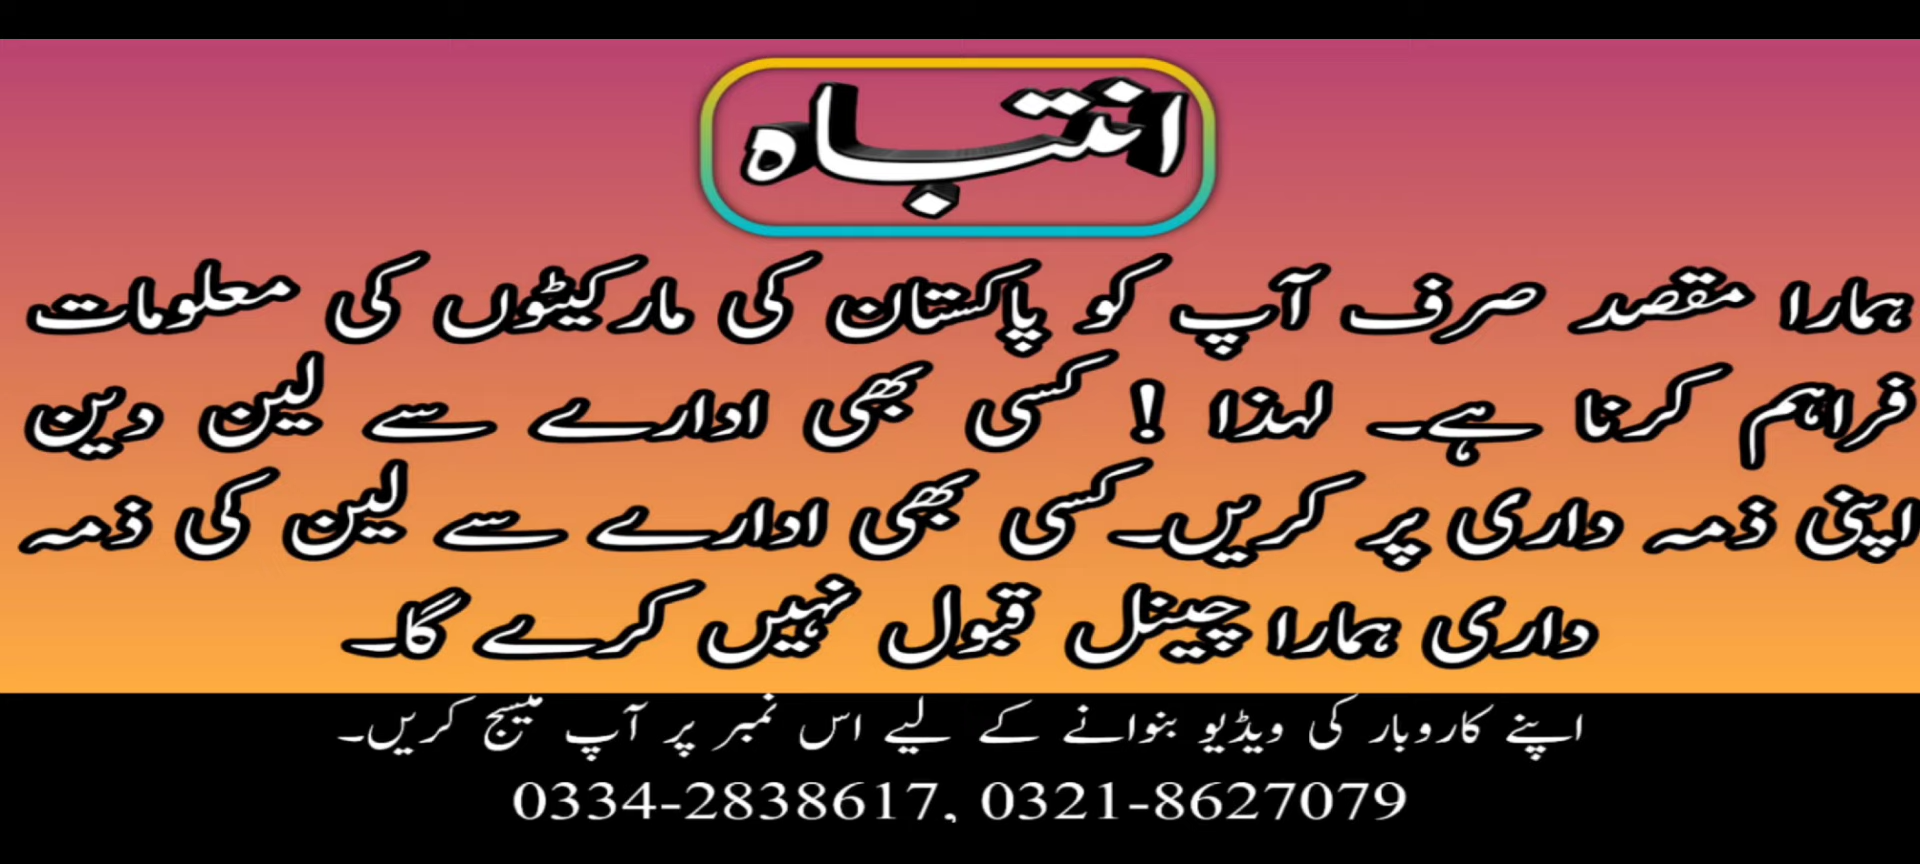 انتباہ
ہمارا مقصد صرف آپ کو پاکستان کی مارکیٹوں کی معلومات
فراہم کرنا ہے۔ لہذا ! کسی بھی ادارے سے لین دین
اپنی ذمہ داری پر کریں۔کسی بھی ادارے سے لین کی ذمہ
داری ہمارا چینل قبول نہیں کرے گا۔
اپنے کاروبار کی ویڈیو بنوانے کے لیے اس نمبر پر آپ میسج کریں۔
0334-2838617, 0321-8627079